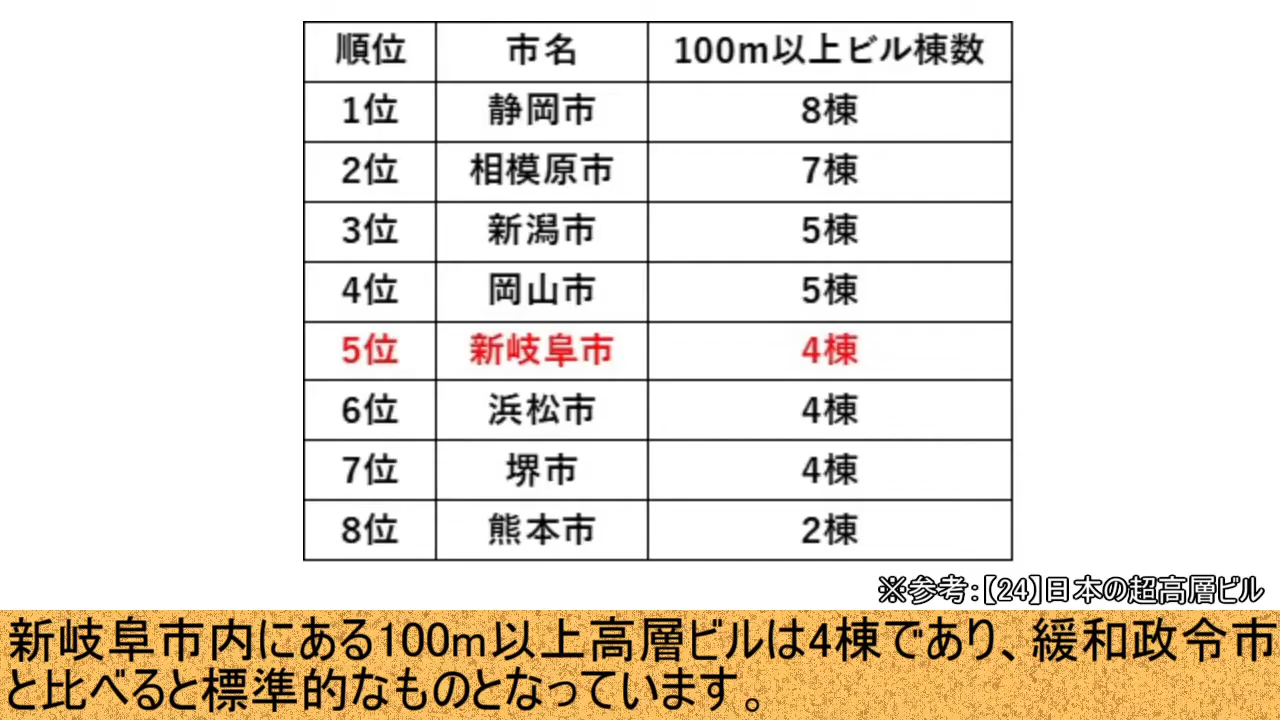 順位 市名 100m以上ビル棟数
1位 静岡市 8棟
2位 相模原市 7棟
3位 新潟市 5棟
4位 岡山市 5棟
5位 新岐阜市 4棟
6位 浜松市 4棟
7位 堺市 4棟
8位 熊本市 2棟
※参考:【24】日本の超高層ビル
新岐阜市内にある100m以上高層ビルは4棟であり、緩和政令市
と比べると標準的なものとなっています。